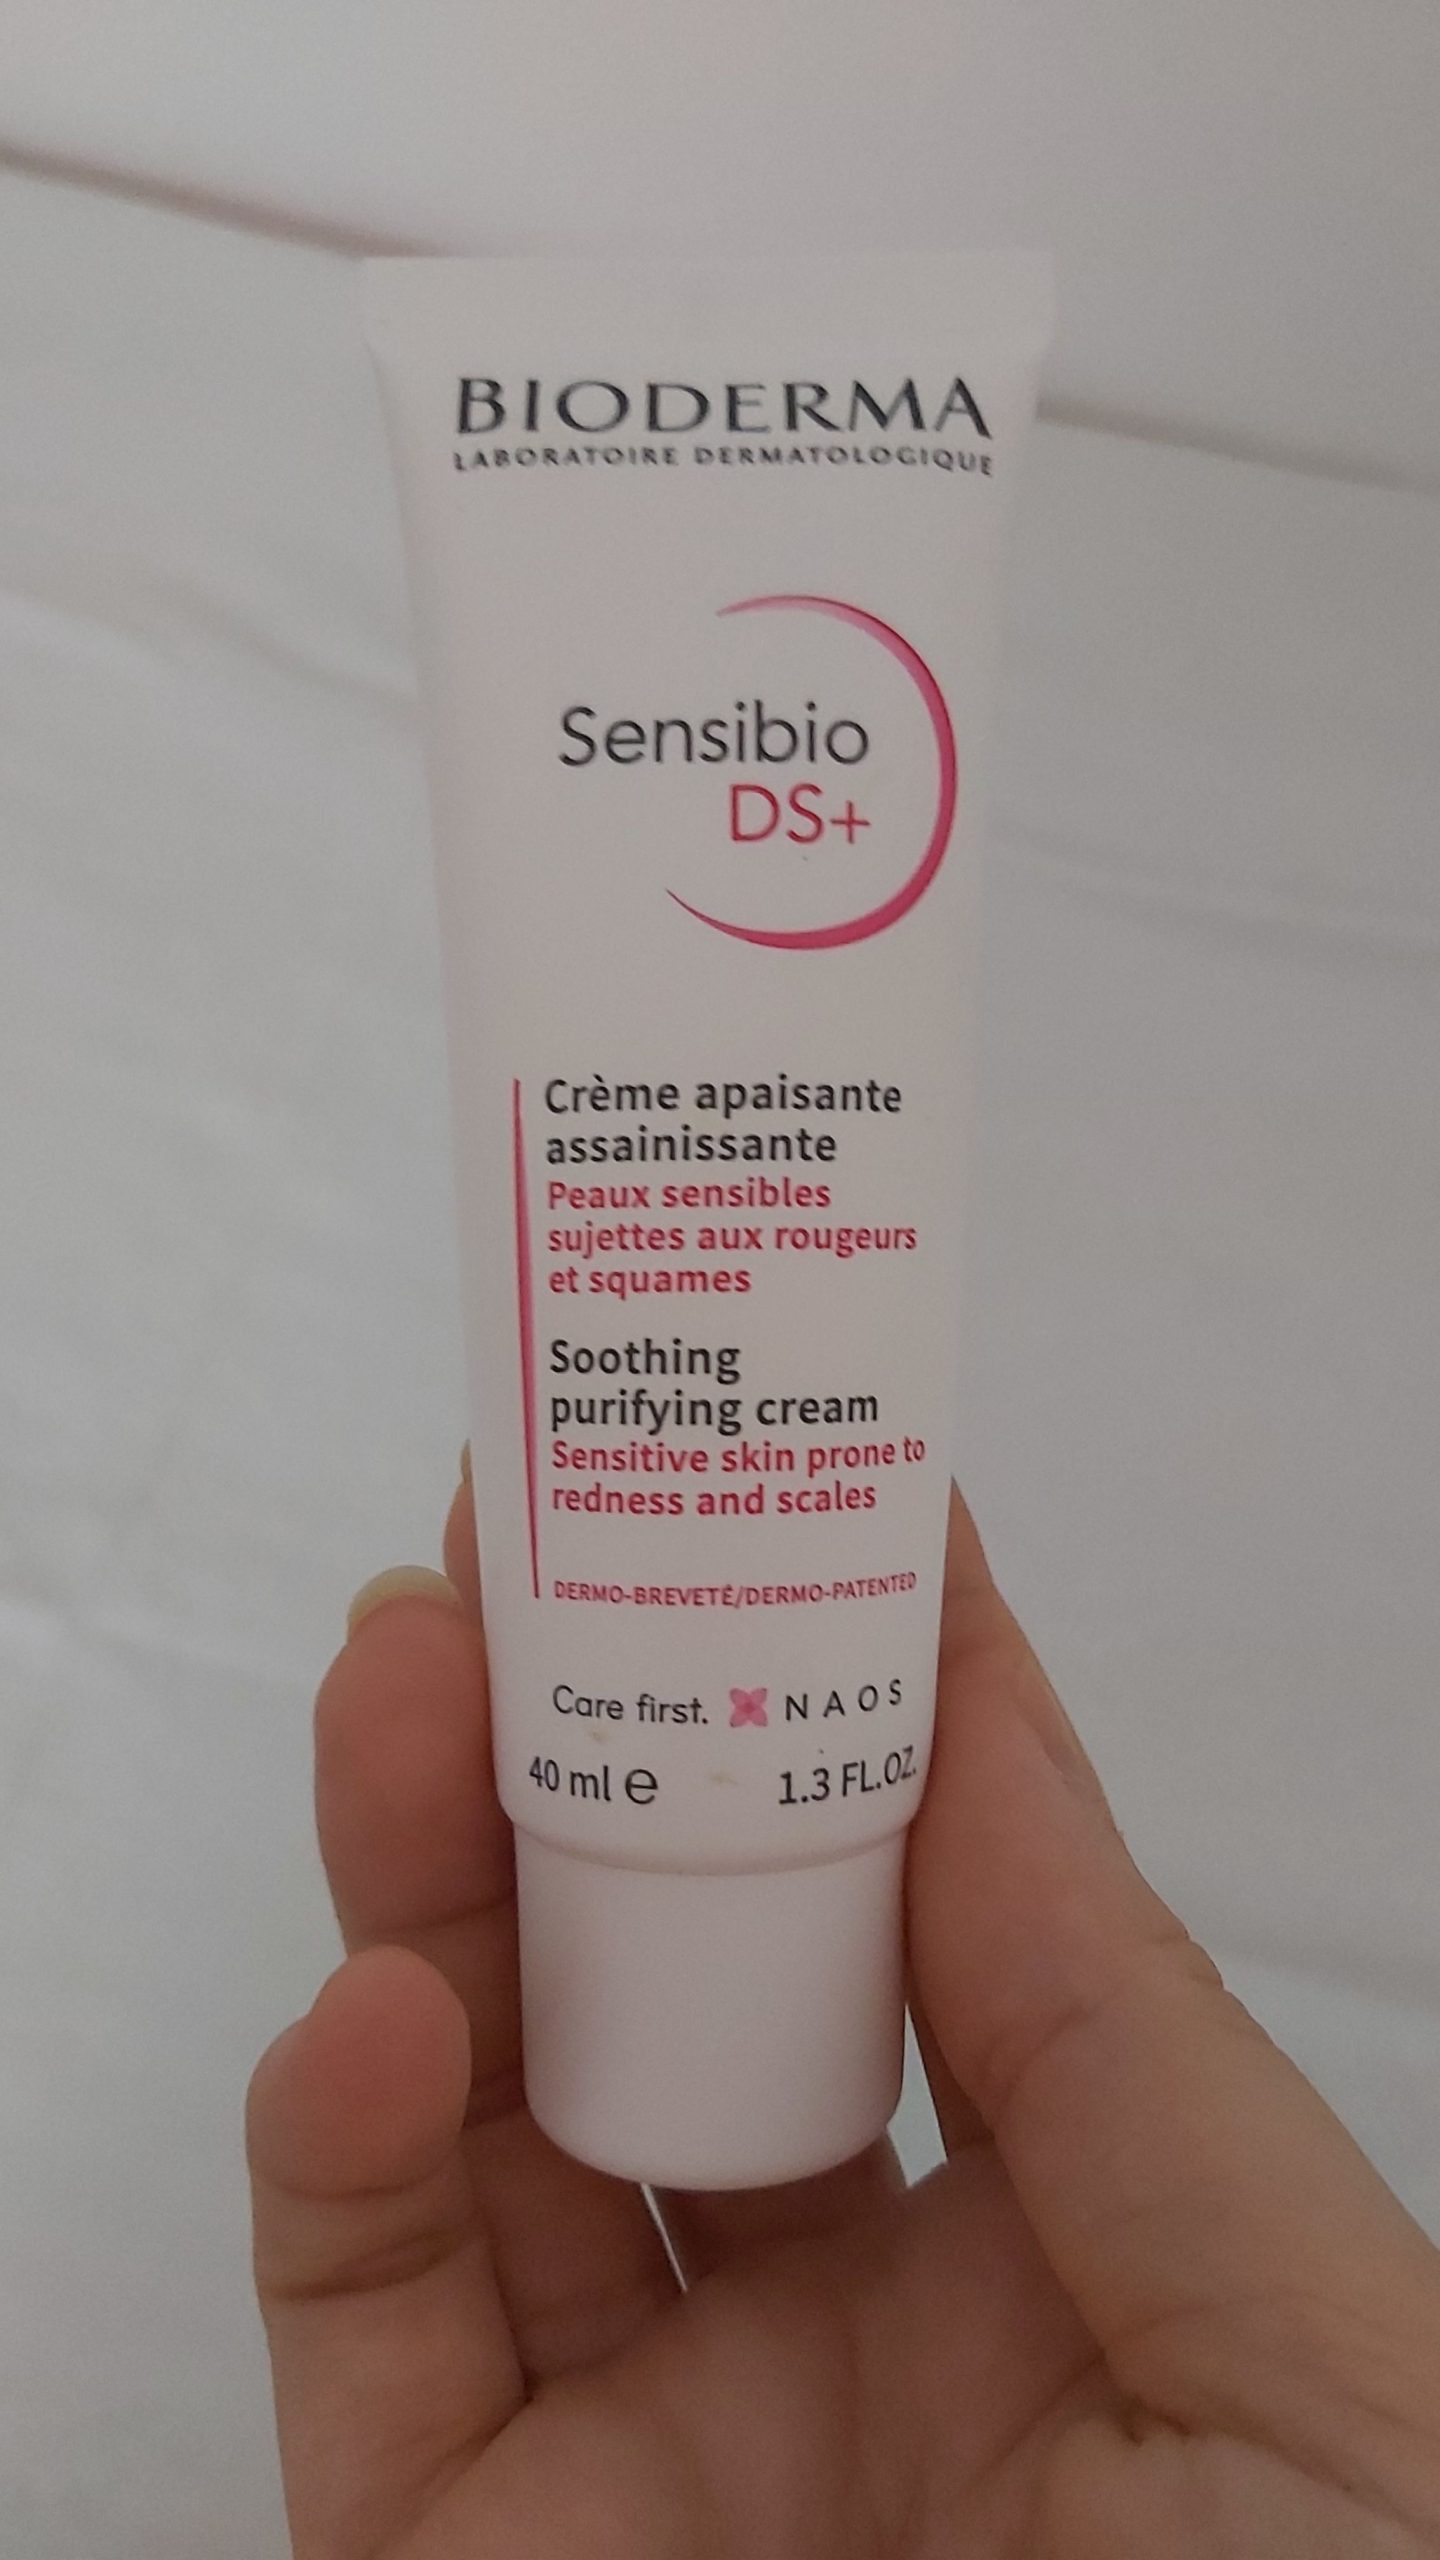 BIODERMA
LABORATOIRE DERMATOLOGIQUE
Sensibio
DS+
Crème apaisante
assainissante
Peaux sensibles
sujettes aux rougeurs
et squames
Soothing
purifying cream
Sensitive skin prone to
redness and scales
DERMO-BREVETÉ/DERMO-PATENTED
Care first. NAOS
40 ml e 1.3 FL.OZ.